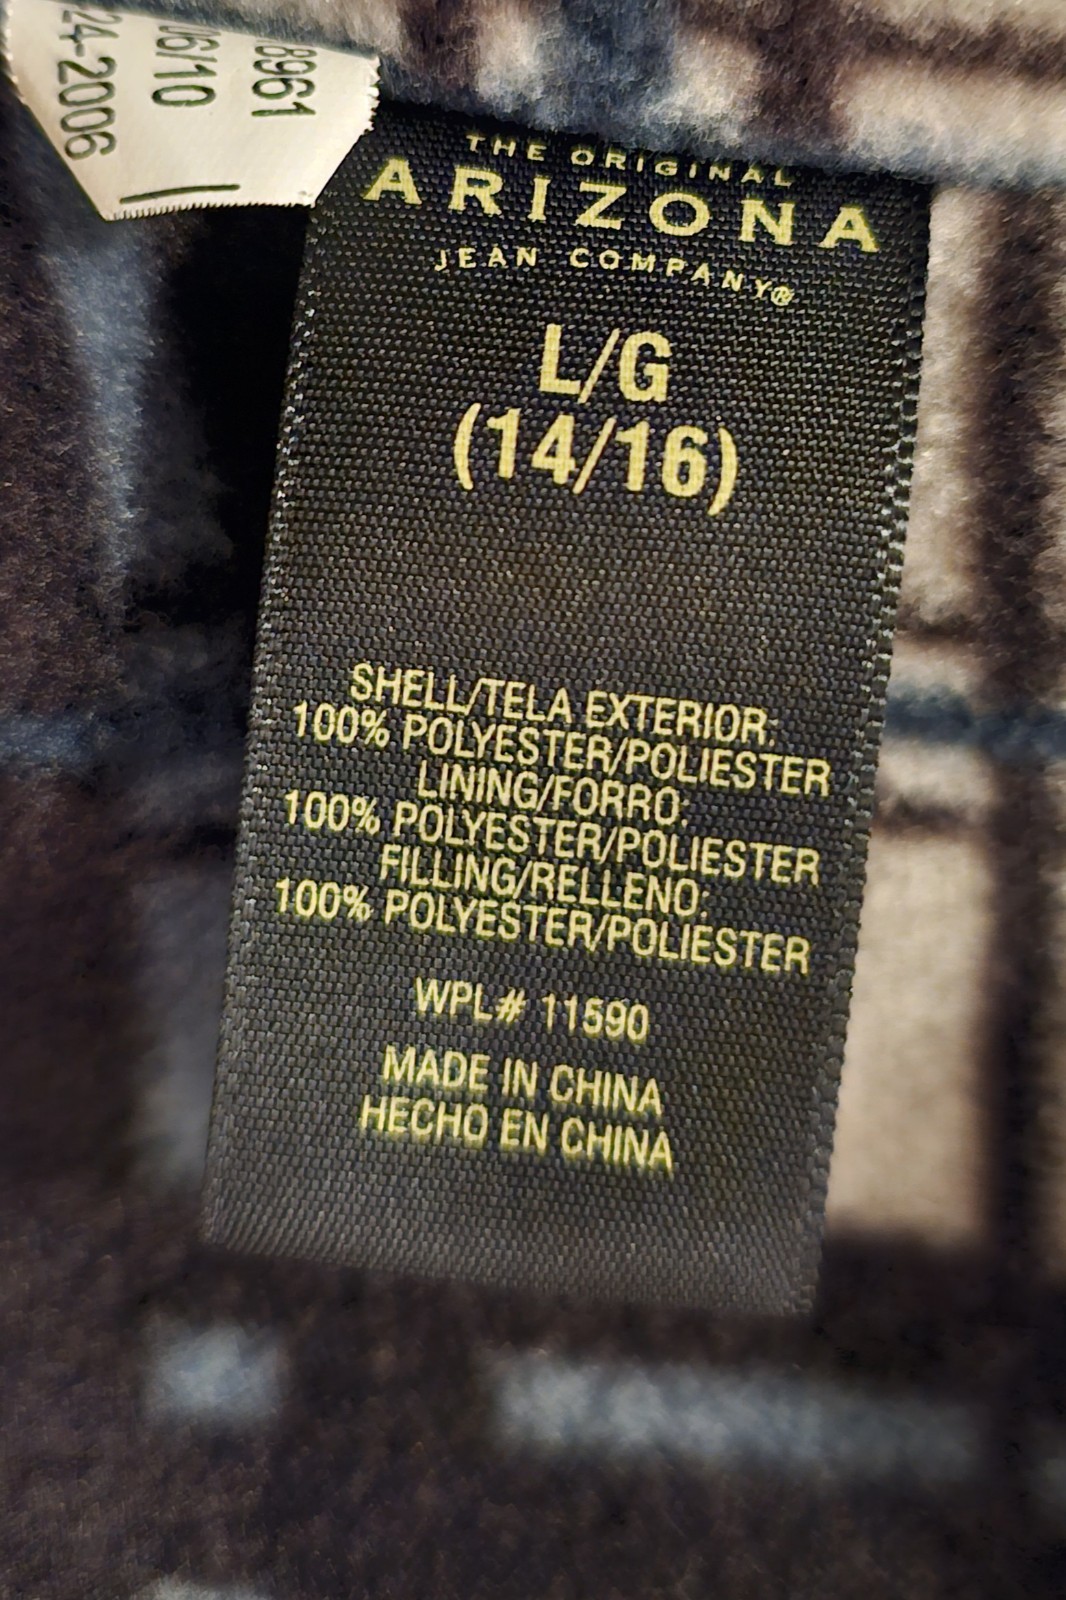 8961
06/10
24-2006
THE ORIGINAL
ARIZONA
JEAN COMPANY®
L/G
(14/16)
SHELL/TELA EXTERIOR:
100% POLYESTER/POLIESTER
LINING/FORRO:
100% POLYESTER/POLIESTER
FILLING/RELLENO:
100% POLYESTER/POLIESTER
WPL# 11590
MADE IN CHINA
HECHO EN CHINA